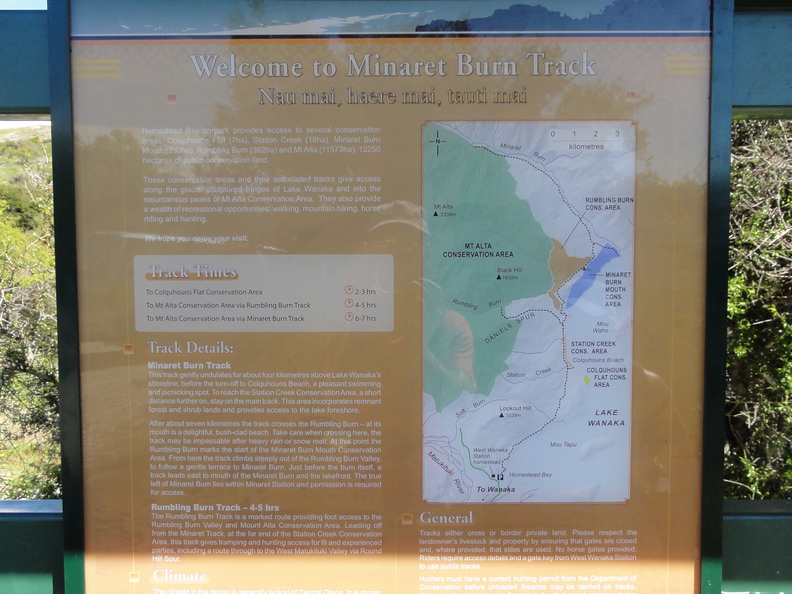 Welcome to Minaret Burn Track
Nau mai, haere mai, tauti mai
Homestead Bay carpark provides access to several conservation
areas: Colquhouns Flat (7ha), Station Creek (18ha), Minaret Burn
Mouth (290ha), Rumbling Burn (362ha) and Mt Alta (11573ha), 12250
hectares of public conservation land.
These conservation areas and their associated tracks give access
along the glacial sculptured fringes of Lake Wanaka and into the
mountainous peaks of Mt Alta Conservation Area. They also provide
a wealth of recreational opportunities: walking, mountain biking, horse
riding and hunting.
We hope you enjoy your visit.
Track Times
To Colquhouns Flat Conservation Area 2-3 hrs
To Mt Alta Conservation Area via Rumbling Burn Track 4-5 hrs
To Mt Alta Conservation Area via Minaret Burn Track 6-7 hrs
Track Details:
Minaret Burn Track
This track gently undulates for about four kilometres above Lake Wanaka's
shoreline, before the turn-off to Colquhouns Beach, a pleasant swimming
and picnicking spot. To reach the Station Creek Conservation Area, a short
distance further on, stay on the main track. This area incorporates remnant
forest and shrub lands and provides access to the lake foreshore.
After about seven kilometres the track crosses the Rumbling Burn – at its
mouth is a delightful, bush-clad beach. Take care when crossing here, the
track may be impassable after heavy rain or snow melt. At this point the
Rumbling Burn marks the start of the Minaret Burn Mouth Conservation
Area. From here the track climbs steeply out of the Rumbling Burn Valley,
to follow a gentle terrace to Minaret Burn. Just before the burn itself, a
track leads east to mouth of the Minaret Burn and the lakefront. The true
left of Minaret Burn lies within Minaret Station and permission is required
for access.
Rumbling Burn Track – 4-5 hrs
The Rumbling Burn Track is a marked route providing foot access to the
Rumbling Burn Valley and Mount Alta Conservation Area. Leading off
from the Minaret Track, at the far end of the Station Creek Conservation
Area, this track gives tramping and hunting access for fit and experienced
parties, including a route through to the West Matukituki Valley via Round
Hill Spur.
Climate
The climate in the region is generally typical of Central Otago, in summer
N
Minaret Burn
0 1 2 3
kilometres
Mt Alta
2339m
RUMBLING BURN
CONS. AREA
MT. ALTA
CONSERVATION AREA
Black Hill
MINARET
BURN
MOUTH
CONS.
AREA
Rumbling Burn
DANIELS SPUR
Mou
Waho
STATION CREEK
CONS. AREA
Colquhouns Beach
COLQUHOUNS
FLAT CONS
AREA
Station Creek
Spit Burn
Lookout Hill
LAKE
WANAKA
Mou Tapu
West Wanaka
Station
homestead
Matukituki
River
Homestead Bay
P
To Wanaka
General
Tracks either cross or border private land. Please respect the
landowner's livestock and property by ensuring that gates are closed
and, where provided, that stiles are used. No horse gates provided.
Riders require access details and a gate key from West Wanaka Station
to use public tracks.
Hunters must have a current hunting permit from the Department of
Conservation before unloaded firearms may be carried on tracks.